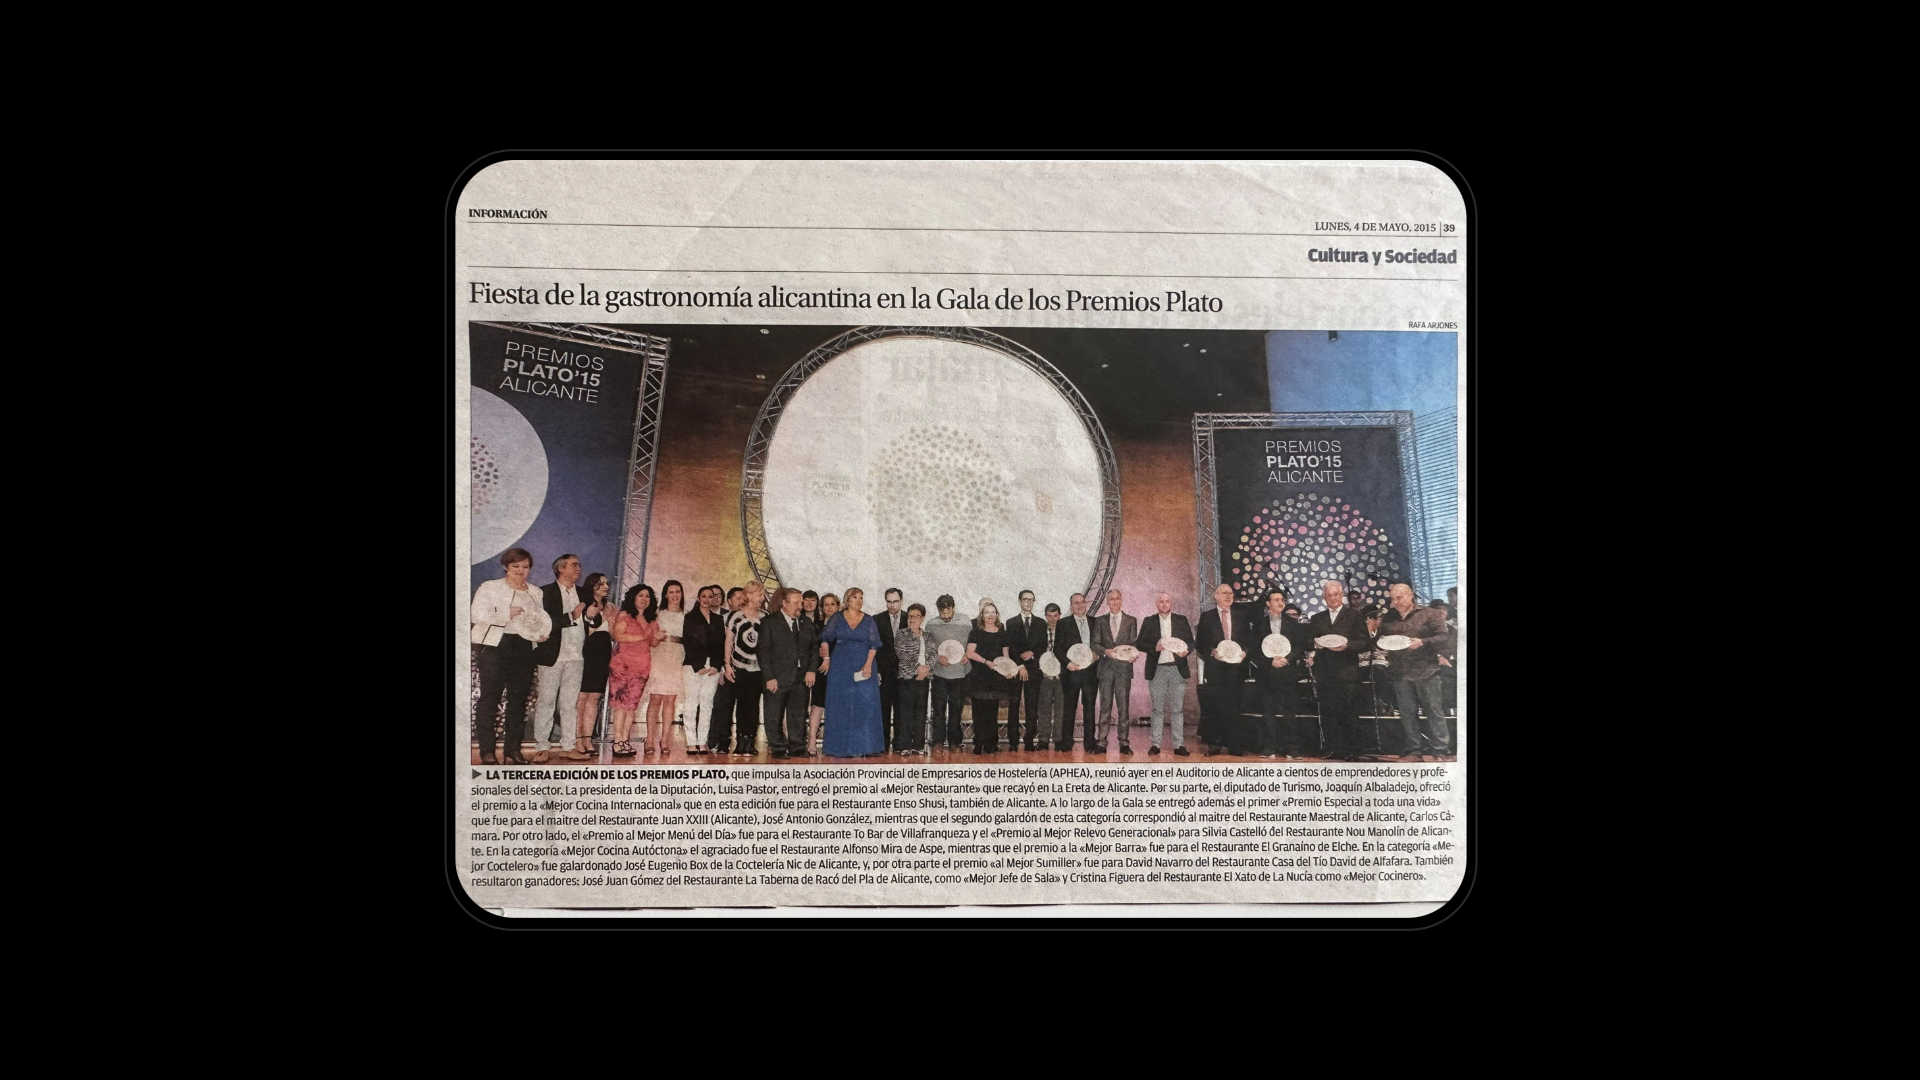 INFORMACIÓN
LUNES, 4 DE MAYO, 2015 | 39
Cultura y Sociedad
Fiesta de la gastronomía alicantina en la Gala de los Premios Plato
RAFA ARJONES
PREMIOS
PLATO'15
ALICANTE
PREMIOS
PLATO'15
ALICANTE
▶ LA TERCERA EDICIÓN DE LOS PREMIOS PLATO, que impulsa la Asociación Provincial de Empresarios de Hostelería (APHEA), reunió ayer en el Auditorio de Alicante a cientos de emprendedores y profe-
sionales del sector. La presidenta de la Diputación, Luisa Pastor, entregó el premio al «Mejor Restaurante» que recayó en La Ereta de Alicante. Por su parte, el diputado de Turismo, Joaquín Albaladejo, ofreció
el premio a la «Mejor Cocina Internacional» que en esta edición fue para el Restaurante Enso Shusi, también de Alicante. A lo largo de la Gala se entregó además el primer «Premio Especial a toda una vida»
que fue para el maitre del Restaurante Juan XXIII (Alicante), José Antonio González, mientras que el segundo galardón de esta categoría correspondió al maitre del Restaurante Maestral de Alicante, Carlos Cá-
mara. Por otro lado, el «Premio al Mejor Menú del Día» fue para el Restaurante To Bar de Villafranqueza y el «Premio al Mejor Relevo Generacional» para Silvia Castelló del Restaurante Nou Manolín de Alican-
te. En la categoría «Mejor Cocina Autóctona» el agraciado fue el Restaurante Alfonso Mira de Aspe, mientras que el premio a la «Mejor Barra» fue para el Restaurante El Granaíno de Elche. En la categoría «Me-
jor Coctelero» fue galardonado José Eugenio Box de la Coctelería Nic de Alicante, y, por otra parte el premio «al Mejor Sumiller» fue para David Navarro del Restaurante Casa del Tío David de Alfafara. También
resultaron ganadores: José Juan Gómez del Restaurante La Taberna de Racó del Pla de Alicante, como «Mejor Jefe de Sala» y Cristina Figuera del Restaurante El Xato de La Nucía como «Mejor Cocinero».